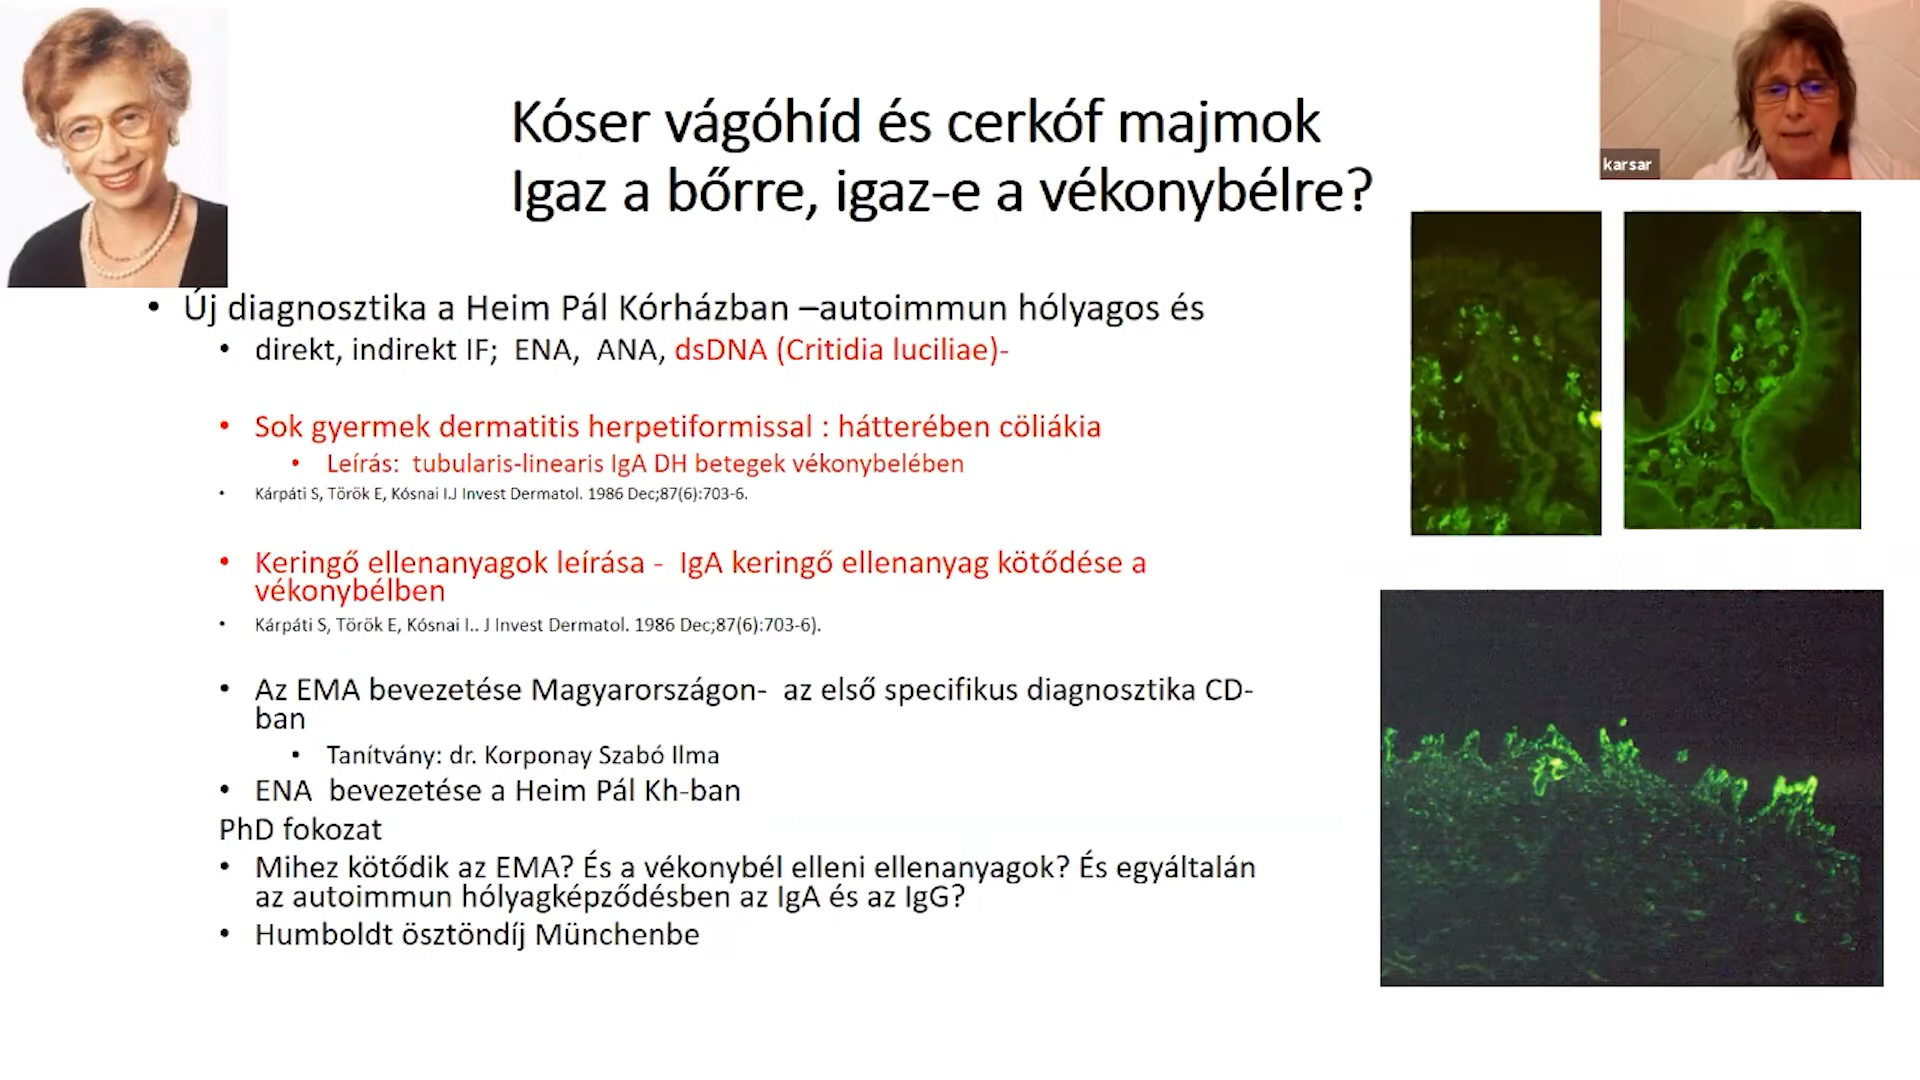 Kóser vágóhíd és cerkóf majmok
Igaz a bőrre, igaz-e a vékonybélre?
karsar
• Új diagnosztika a Heim Pál Kórházban –autoimmun hólyagos és
• direkt, indirekt IF; ENA, ANA, dsDNA (Critidia luciliae)-
• Sok gyermek dermatitis herpetiformissal : hátterében cöliákia
• Leírás: tubularis-linearis IgA DH betegek vékonybelében
• Kárpáti S, Török E, Kósnai I.J Invest Dermatol. 1986 Dec;87(6):703-6.
• Keringő ellenanyagok leírása - IgA keringő ellenanyag kötődése a
vékonybélben
• Kárpáti S, Török E, Kósnai I.. J Invest Dermatol. 1986 Dec;87(6):703-6).
• Az EMA bevezetése Magyarországon- az első specifikus diagnosztika CD-
ban
• Tanítvány: dr. Korponay Szabó Ilma
• ENA bevezetése a Heim Pál Kh-ban
PhD fokozat
• Mihez kötődik az EMA? És a vékonybél elleni ellenanyagok? És egyáltalán
az autoimmun hólyagképződésben az IgA és az IgG?
• Humboldt ösztöndíj Münchenbe